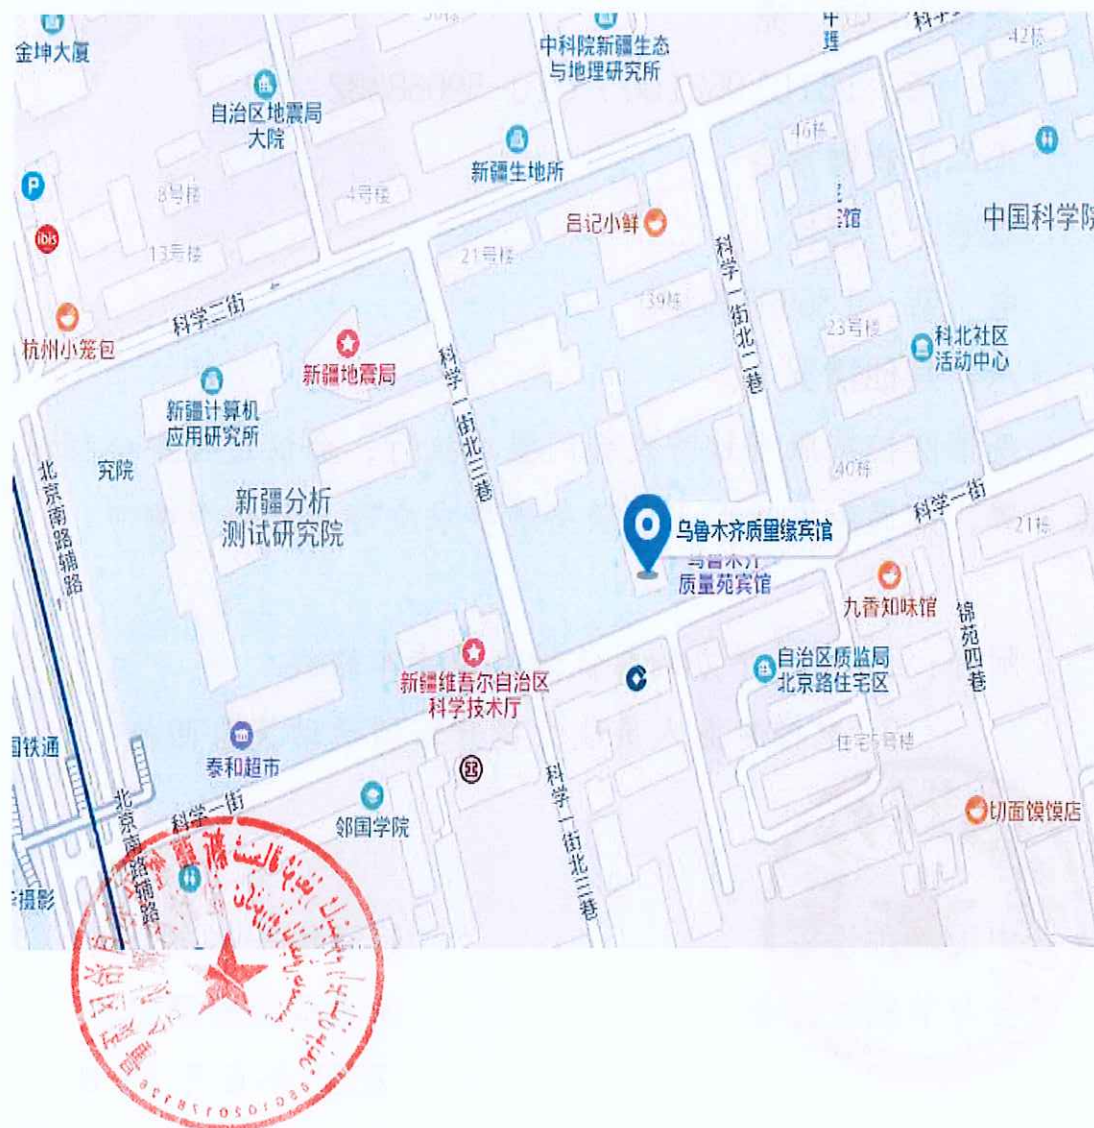 金坤大厦
自治区地震局
大院
中科院新疆生态
与地理研究所
42栋
46栋
新疆生地所
P
ibis
8号楼
4号楼
13号楼
21号楼
吕记小鲜
宾馆
中国科学院
39栋
23号楼
科学二街
杭州小笼包
新疆地震局
新疆计算机
应用研究所
科学一街北三巷
科学一街北二巷
科北社区
活动中心
究院
北京南路辅路
新疆分析
测试研究院
40栋
科学一街
21栋
乌鲁木齐质量缘宾馆
乌鲁木齐
质量苑宾馆
九香知味馆
锦苑四巷
新疆维吾尔自治区
科学技术厅
自治区质监局
北京路住宅区
国铁通
泰和超市
住宅5号楼
科学一街
邻国学院
北京南路辅路
科学一街北三巷
切面馍馍店
摄影